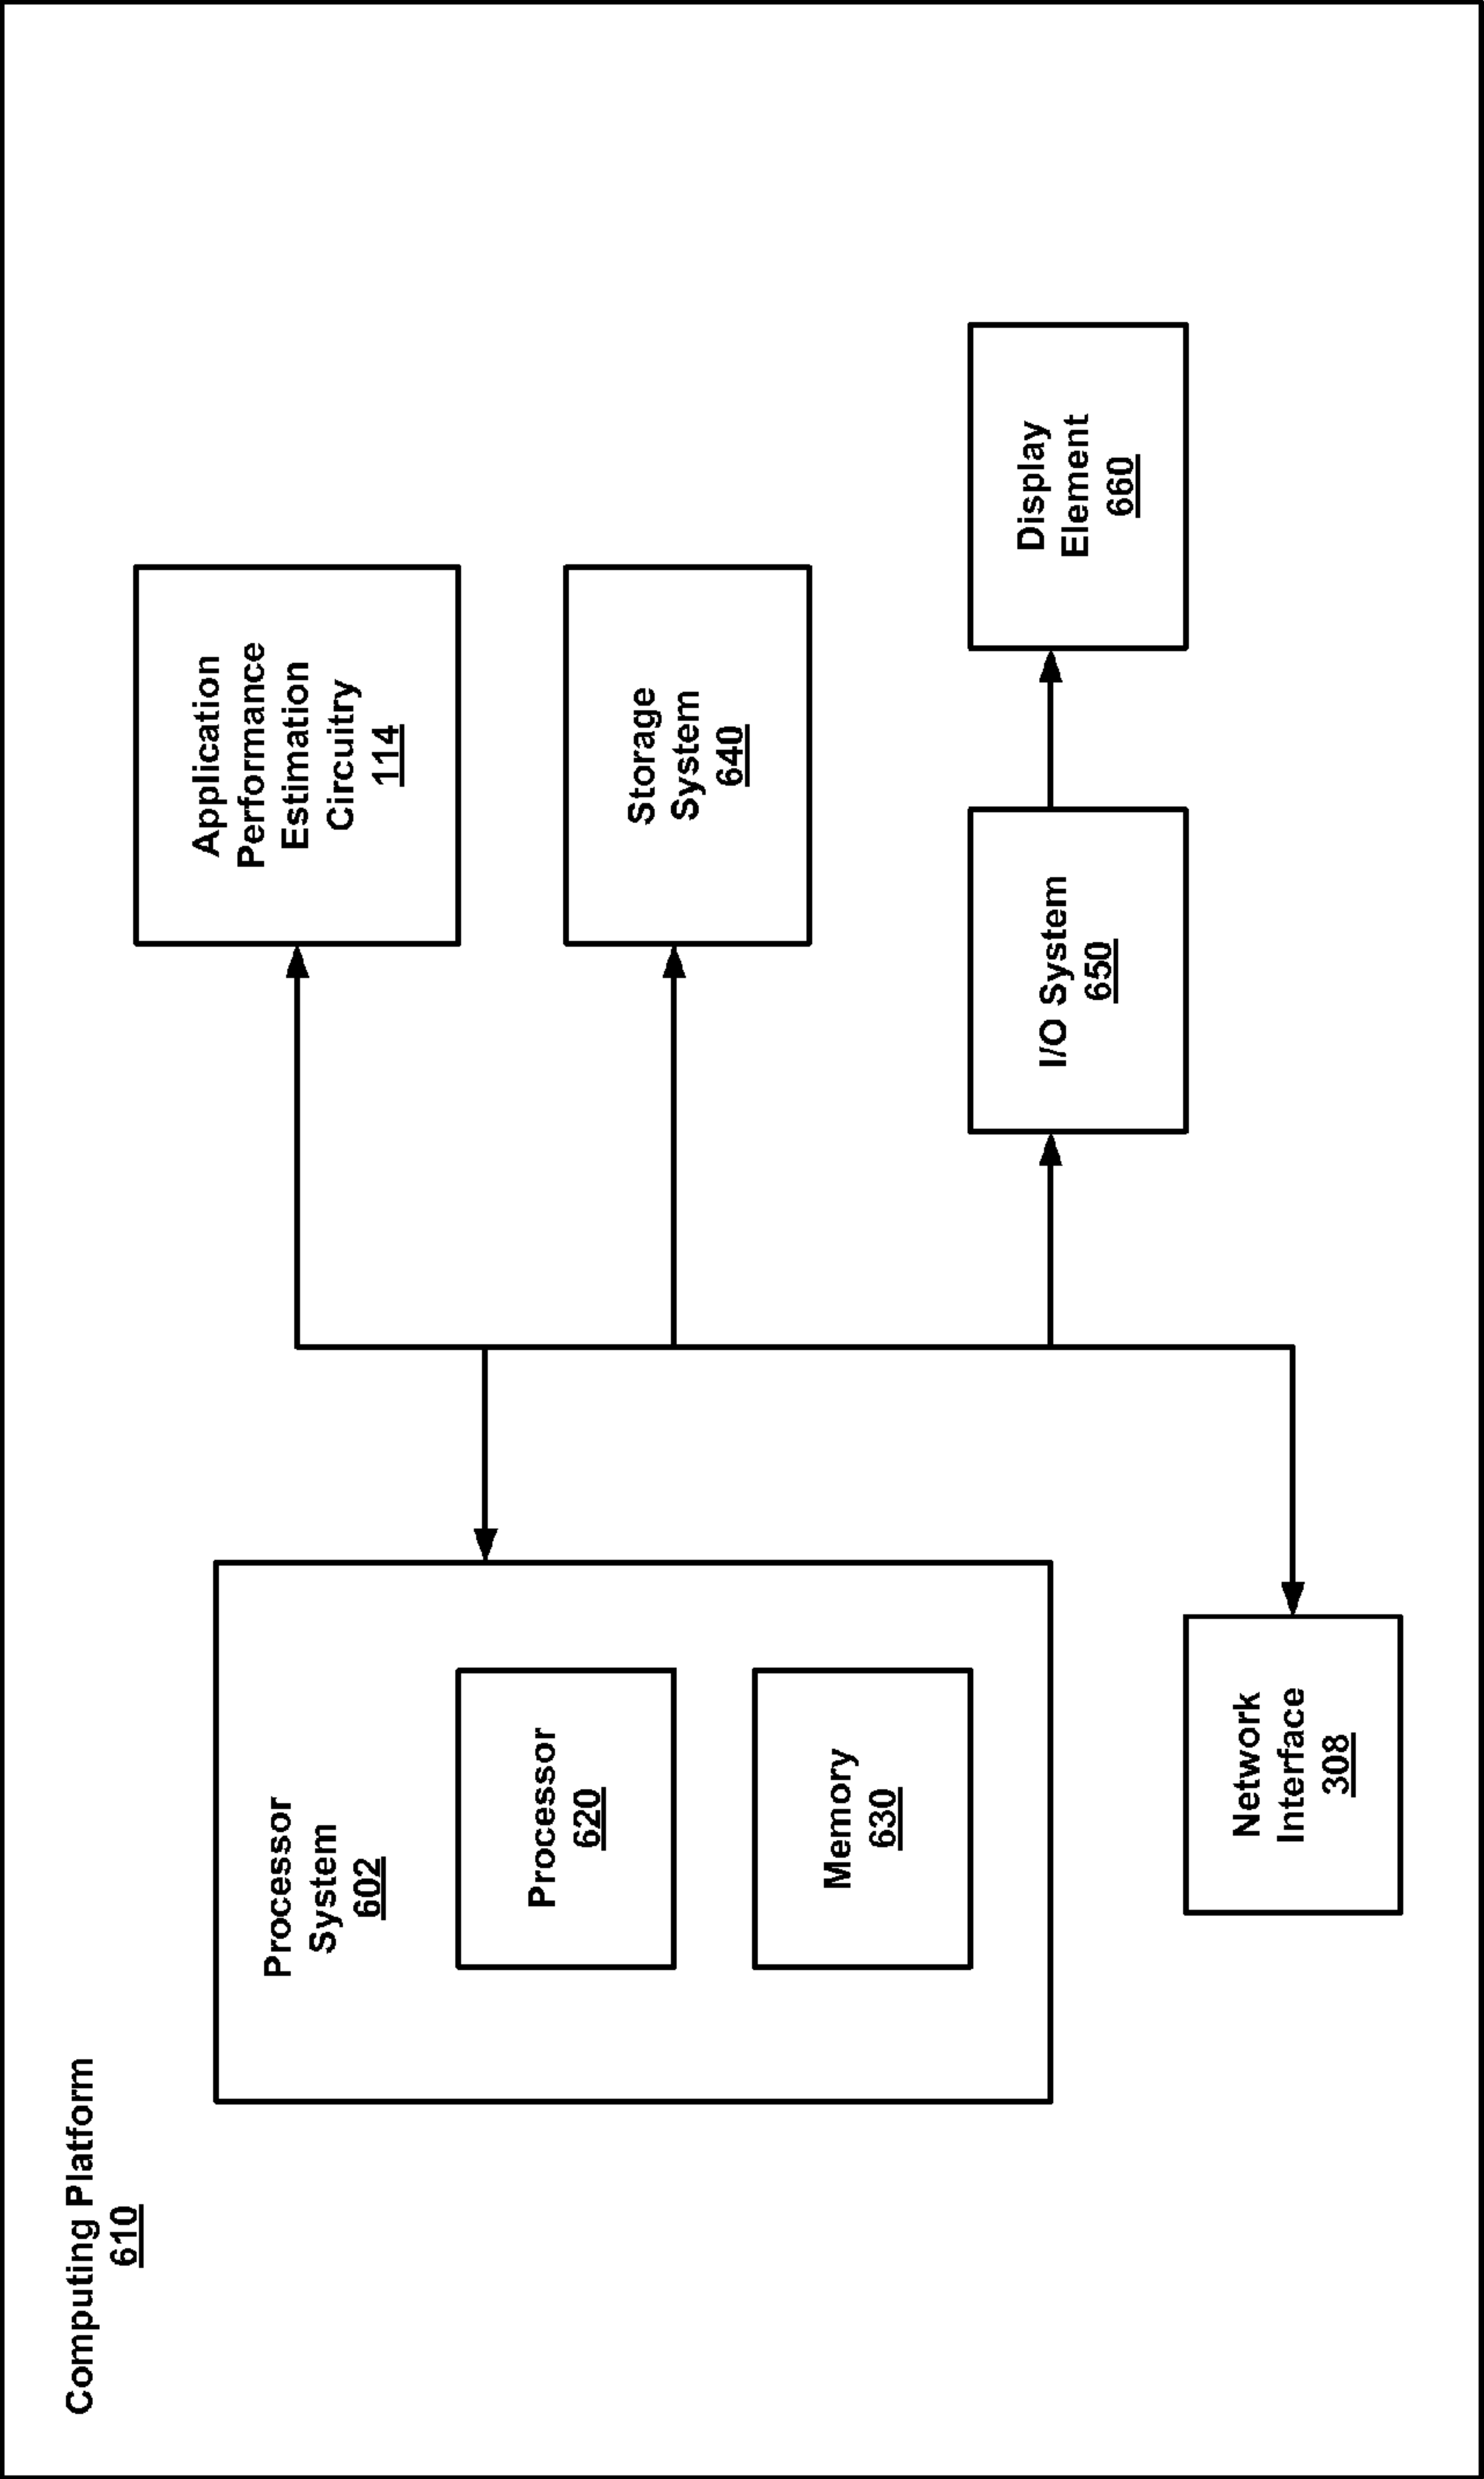 Computing Platform
610
Processor
System
602
Processor
620
Memory
630
Network
Interface
308
Application
Performance
Estimation
Circuitry
114
Storage
System
640
I/O System
650
Display
Element
660